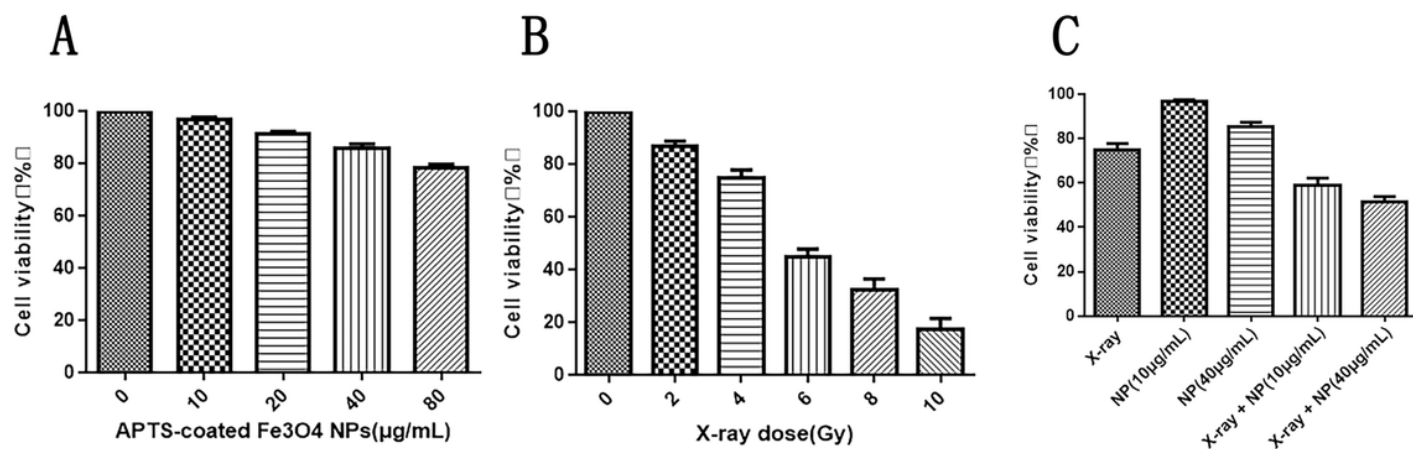 A
B
C
Cell viability□%□
100
80
60
40
20
0
0
10
20
40
80
APTS-coated Fe3O4 NPs(µg/mL)
Cell viability□%□
100
80
60
40
20
0
0
2
4
6
8
10
X-ray dose(Gy)
Cell viability□%□
100
80
60
40
20
0
X-ray
NP(10µg/mL)
NP(40µg/mL)
X-ray + NP(10µg/mL)
X-ray + NP(40µg/mL)